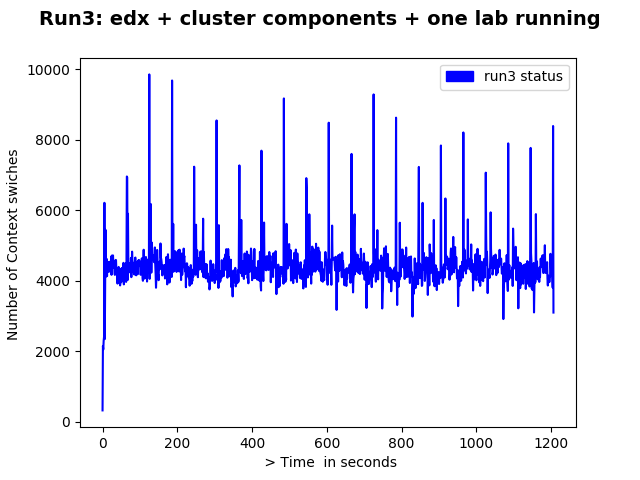 Run3: edx + cluster components + one lab running
run3 status
10000
8000
6000
4000
2000
0
Number of Context swiches
0 200 400 600 800 1000 1200
> Time  in seconds